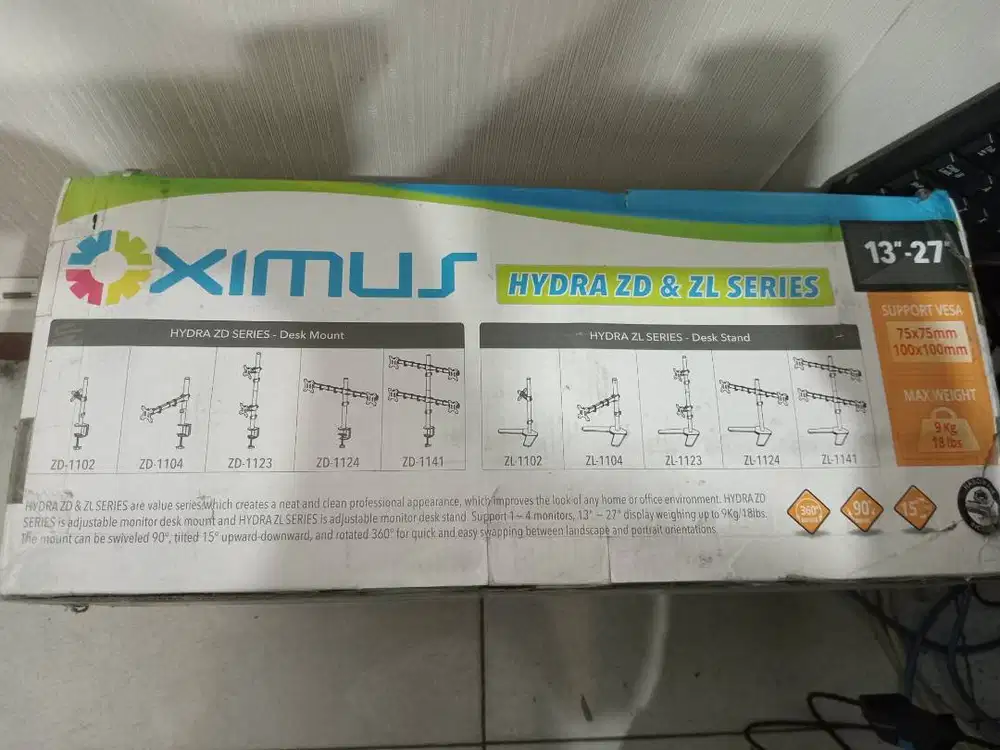 OXIMUS
HYDRA ZD & ZL SERIES
13"-27"
HYDRA ZD SERIES - Desk Mount
ZD-1102 ZD-1104 ZD-1123 ZD-1124 ZD-1141
HYDRA ZL SERIES - Desk Stand
ZL-1102 ZL-1104 ZL-1123 ZL-1124 ZL-1141
SUPPORT VESA
75x75mm
100x100mm
MAX WEIGHT
9 Kg
18 lbs
HYDRA ZD & ZL SERIES are value series which creates a neat and clean professional appearance, which improves the look of any home or office environment. HYDRA ZD
SERIES is adjustable monitor desk mount and HYDRA ZL SERIES is adjustable monitor desk stand. Support 1 – 4 monitors, 13" – 27" display weighing up to 9Kg/18lbs.
The mount can be swiveled 90°, tilted 15° upward-downward, and rotated 360° for quick and easy swapping between landscape and portrait orientations.
360°
90°
15°